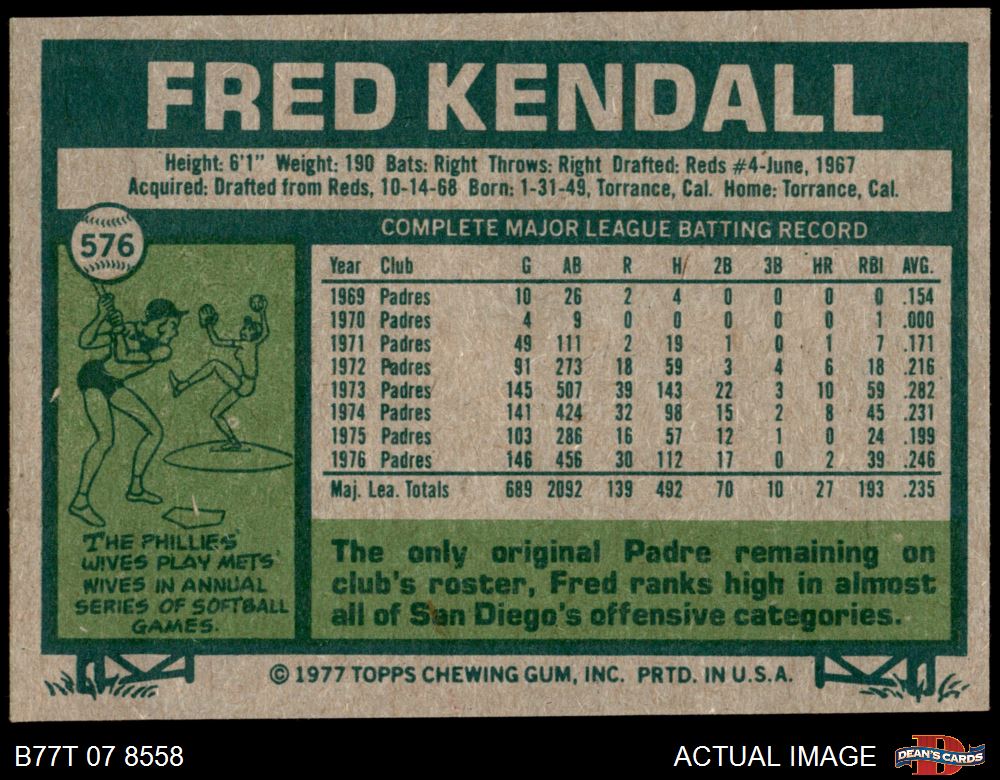 FRED KENDALL
Height: 6'1" Weight: 190 Bats: Right Throws: Right Drafted: Reds #4-June, 1967
Acquired: Drafted from Reds, 10-14-68 Born: 1-31-49, Torrance, Cal. Home: Torrance, Cal.
576
COMPLETE MAJOR LEAGUE BATTING RECORD
Year Club G AB R H 2B 3B HR RBI AVG.
1969 Padres 10 26 2 4 0 0 0 0 .154
1970 Padres 4 9 0 0 0 0 0 1 .000
1971 Padres 49 111 2 19 1 0 1 7 .171
1972 Padres 91 273 18 59 3 4 6 18 .216
1973 Padres 145 507 39 143 22 3 10 59 .282
1974 Padres 141 424 32 98 15 2 8 45 .231
1975 Padres 103 286 16 57 12 1 0 24 .199
1976 Padres 146 456 30 112 17 0 2 39 .246
Maj. Lea. Totals 689 2092 139 492 70 10 27 193 .235
THE PHILLIES'
WIVES PLAY METS'
WIVES IN ANNUAL
SERIES OF SOFTBALL
GAMES.
The only original Padre remaining on
club's roster, Fred ranks high in almost
all of San Diego's offensive categories.
© 1977 TOPPS CHEWING GUM, INC. PRTD. IN U.S.A.
B77T 07 8558
ACTUAL IMAGE
D
DEAN'S CARDS